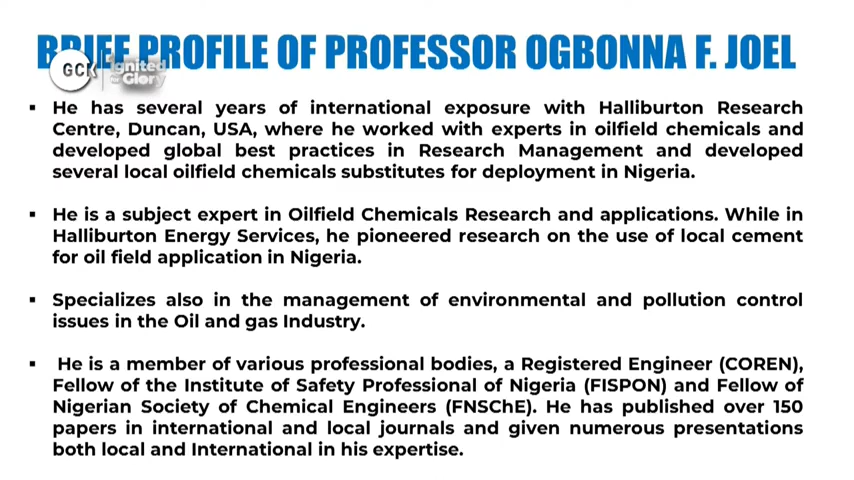 BRIEF PROFILE OF PROFESSOR OGBONNA F. JOEL
GCK
Ignited
Glory
▪ He has several years of international exposure with Halliburton Research
Centre, Duncan, USA, where he worked with experts in oilfield chemicals and
developed global best practices in Research Management and developed
several local oilfield chemicals substitutes for deployment in Nigeria.
▪ He is a subject expert in Oilfield Chemicals Research and applications. While in
Halliburton Energy Services, he pioneered research on the use of local cement
for oil field application in Nigeria.
▪ Specializes also in the management of environmental and pollution control
issues in the Oil and gas Industry.
▪ He is a member of various professional bodies, a Registered Engineer (COREN),
Fellow of the Institute of Safety Professional of Nigeria (FISPON) and Fellow of
Nigerian Society of Chemical Engineers (FNSChE). He has published over 150
papers in international and local journals and given numerous presentations
both local and International in his expertise.